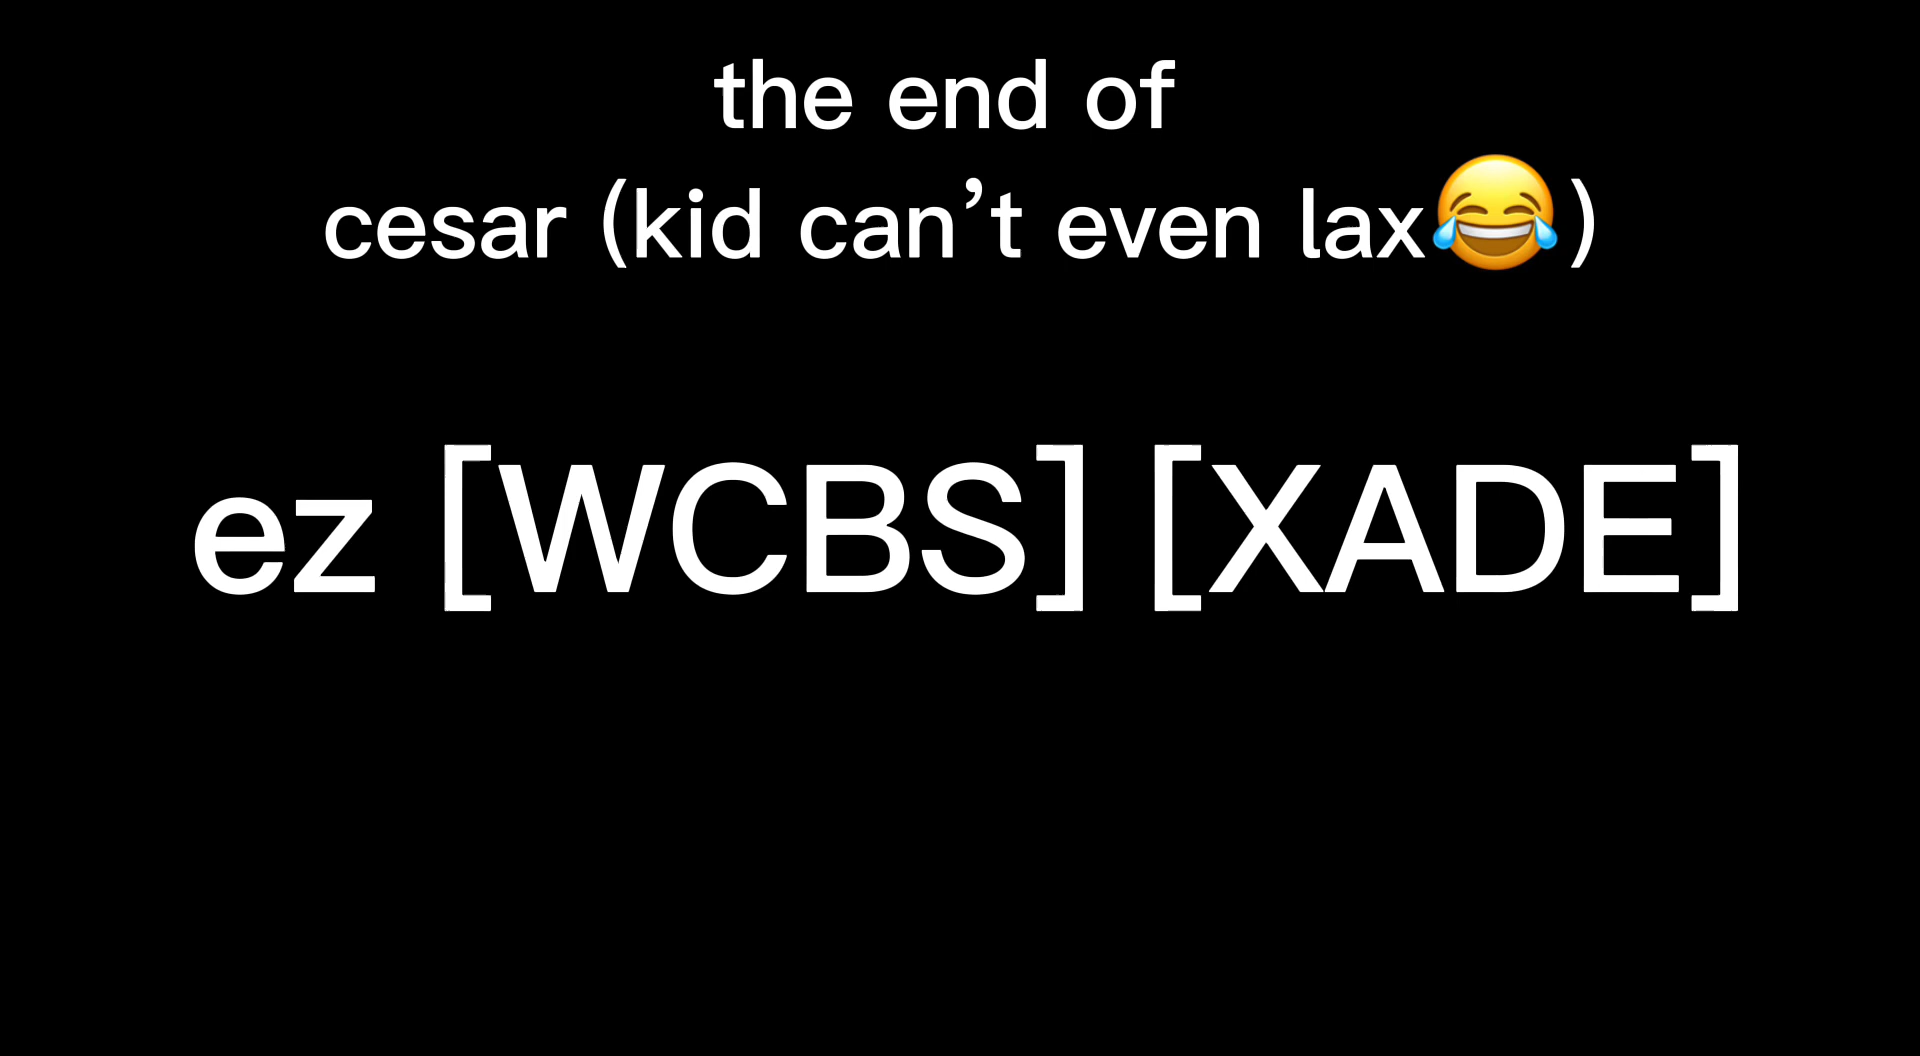 the end of
cesar (kid can’t even lax😂)
ez [WCBS] [XADE]